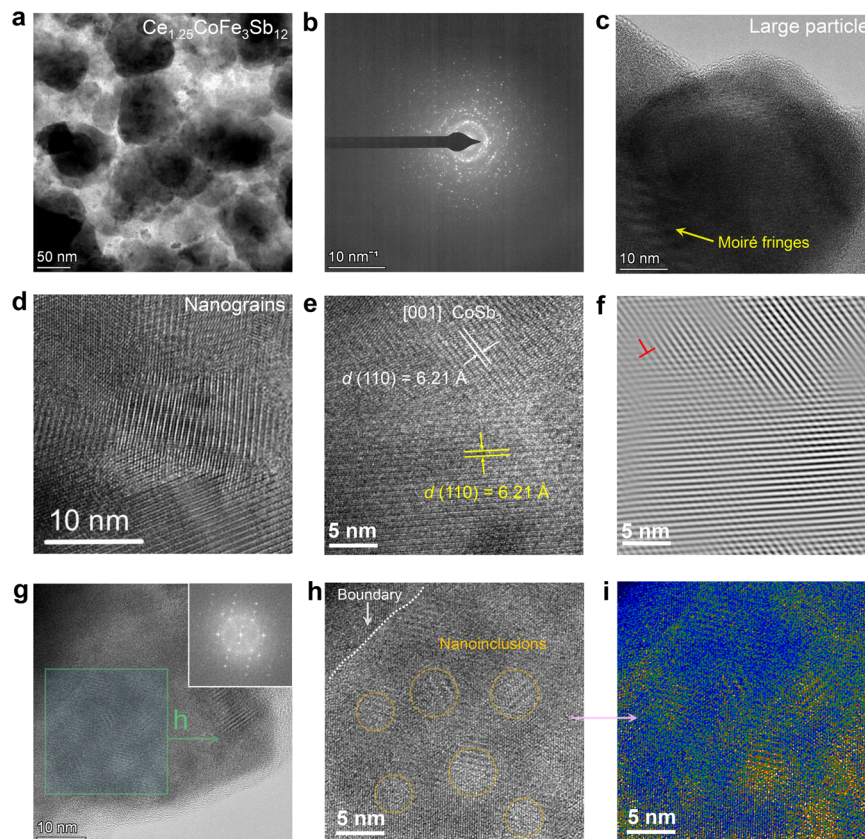 a
Ce₁.₂₅CoFe₃Sb₁₂
50 nm
b
10 nm⁻¹
c
Large particle
Moiré fringes
10 nm
d
Nanograins
10 nm
e
[001] CoSb₃
d (110) = 6.21 Å
d (110) = 6.21 Å
5 nm
f
5 nm
g
h
10 nm
h
Boundary
Nanoinclusions
5 nm
i
5 nm